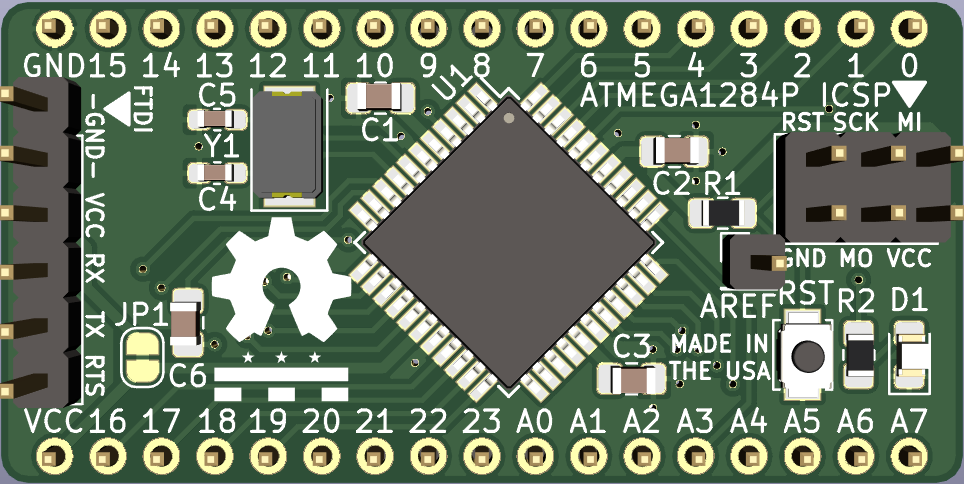 GND 15 14 13 12 11 10 9 8 7 6 5 4 3 2 1 0
FTDI
C5
Y1
C4
C1
U1
ATMEGA1284P
ICSP
RST SCK MI
C2
R1
-GND-
VCC
RX
TX
RTS
GND MO VCC
AREF
RST
R2
D1
JP1
C6
C3
MADE IN
THE USA
VCC 16 17 18 19 20 21 22 23 A0 A1 A2 A3 A4 A5 A6 A7